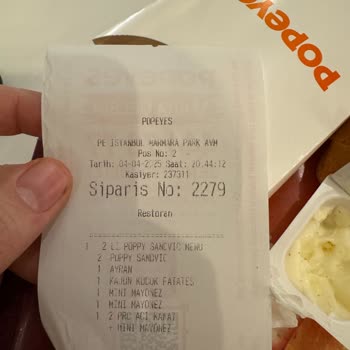 POPEYES
POPEYES
PE ISTANBUL MARMARA PARK AVM
Pos No: 2 -
Tarih: 04-04-2025 Saat: 20:44:12
Kasiyer: 237311
Siparis No: 2279
Restoran
1 2 Lİ POPPY SANDVIC MENU
2 POPPY SANDVIC
1 AYRAN
1 KAJUN KUCUK PATATES
1 MINI MAYONEZ
1 MINI MAYONEZ
1 2 PRC ACI KANAT
+ MINI MAYONEZ